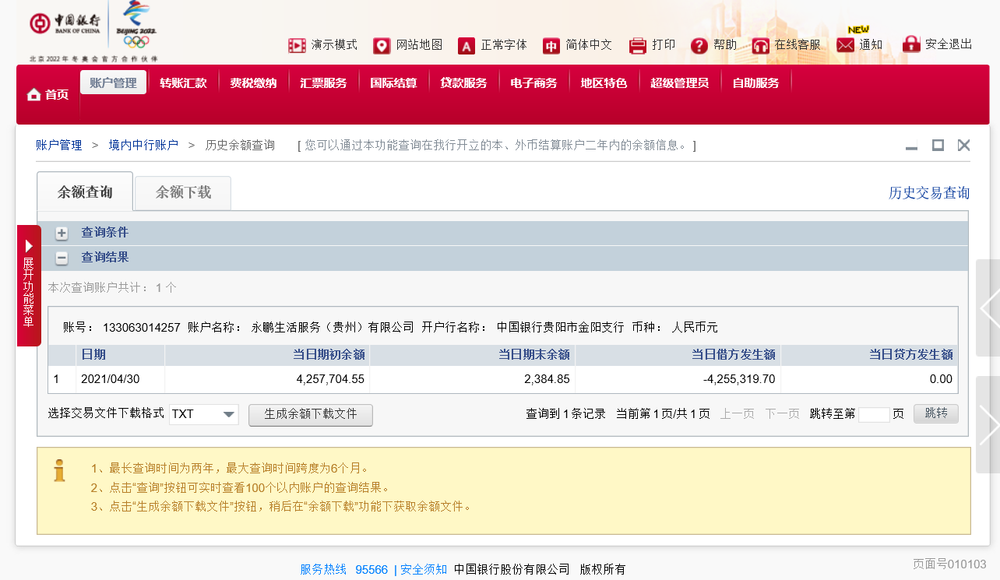 中国银行
BANK OF CHINA
BEIJING 2022
北京2022年冬奥会官方合作伙伴
演示模式 网站地图 A 正常字体 中 简体中文 打印 ? 帮助 在线客服 NEW 通知 安全退出
首页 账户管理 转账汇款 费税缴纳 汇票服务 国际结算 贷款服务 电子商务 地区特色 超级管理员 自助服务
账户管理 > 境内中行账户 > 历史余额查询 [ 您可以通过本功能查询在我行开立的本、外币结算账户二年内的余额信息。 ]
余额查询 余额下载 历史交易查询
查询条件
查询结果
展开功能菜单
本次查询账户共计： 1 个
账号： 133063014257 账户名称： 永鹏生活服务（贵州）有限公司 开户行名称： 中国银行贵阳市金阳支行 币种： 人民币元
日期 当日期初余额 当日期末余额 当日借方发生额 当日贷方发生额
1 2021/04/30 4,257,704.55 2,384.85 -4,255,319.70 0.00
选择交易文件下载格式 TXT 生成余额下载文件 查询到 1 条记录 当前第 1 页/共 1 页 上一页 下一页 跳转至第 页 跳转
1、最长查询时间为两年，最大查询时间跨度为6个月。
2、点击“查询”按钮可实时查看100个以内账户的查询结果。
3、点击“生成余额下载文件”按钮，稍后在“余额下载”功能下获取余额文件。
服务热线 95566 | 安全须知 中国银行股份有限公司 版权所有
页面号010103